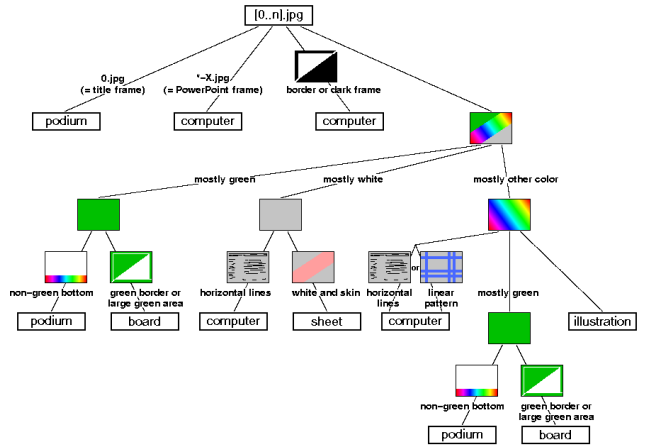 [0..n].jpg
0.jpg
(= title frame)
*-X.jpg
(= PowerPoint frame)
border or dark frame
podium
computer
computer
mostly green
mostly white
mostly other color
non-green bottom
green border or
large green area
horizontal lines
white and skin
or
horizontal
lines
linear
pattern
mostly green
podium
board
computer
sheet
computer
illustration
non-green bottom
green border or
large green area
podium
board